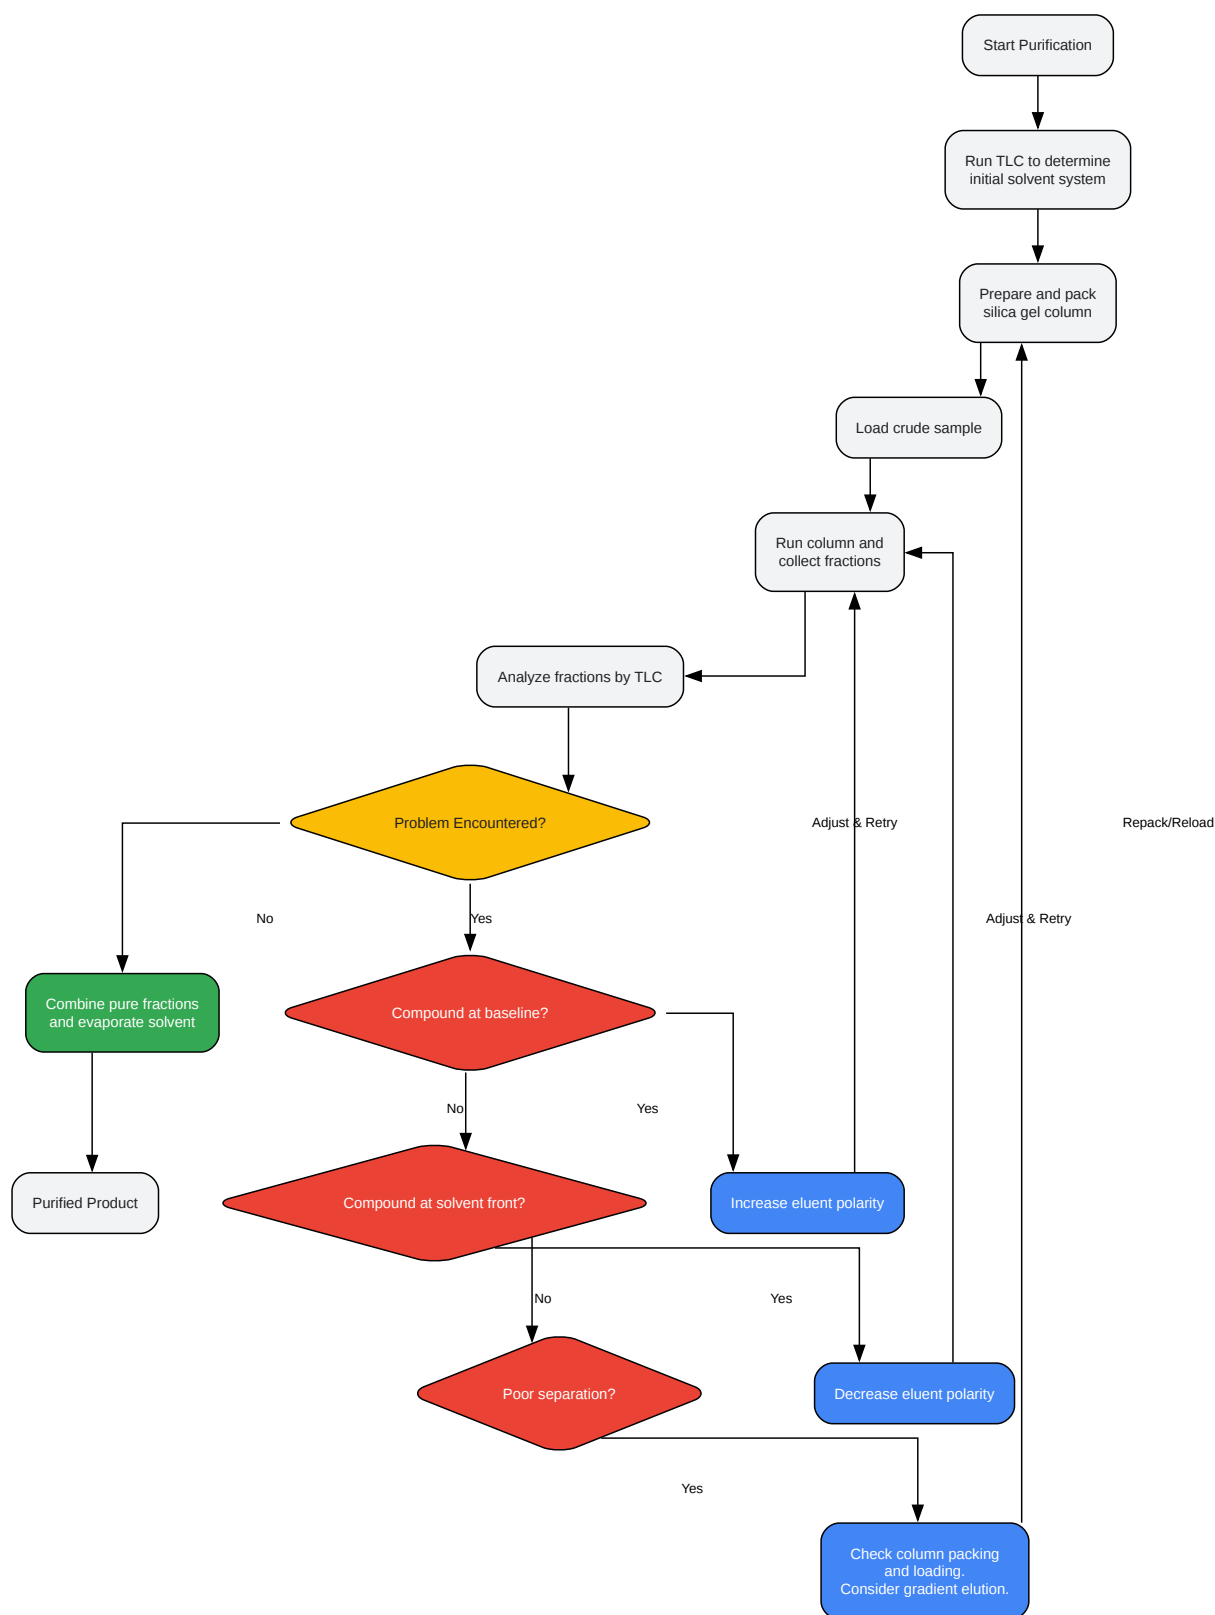 Start Purification
Run TLC to determine
initial solvent system
Prepare and pack
silica gel column
Load crude sample
Run column and
collect fractions
Analyze fractions by TLC
Problem Encountered?
Adjust & Retry
Repack/Reload
No
Yes
Adjust & Retry
Combine pure fractions
and evaporate solvent
Compound at baseline?
No
Yes
Purified Product
Compound at solvent front?
Increase eluent polarity
No
Yes
Poor separation?
Decrease eluent polarity
Yes
Check column packing
and loading.
Consider gradient elution.